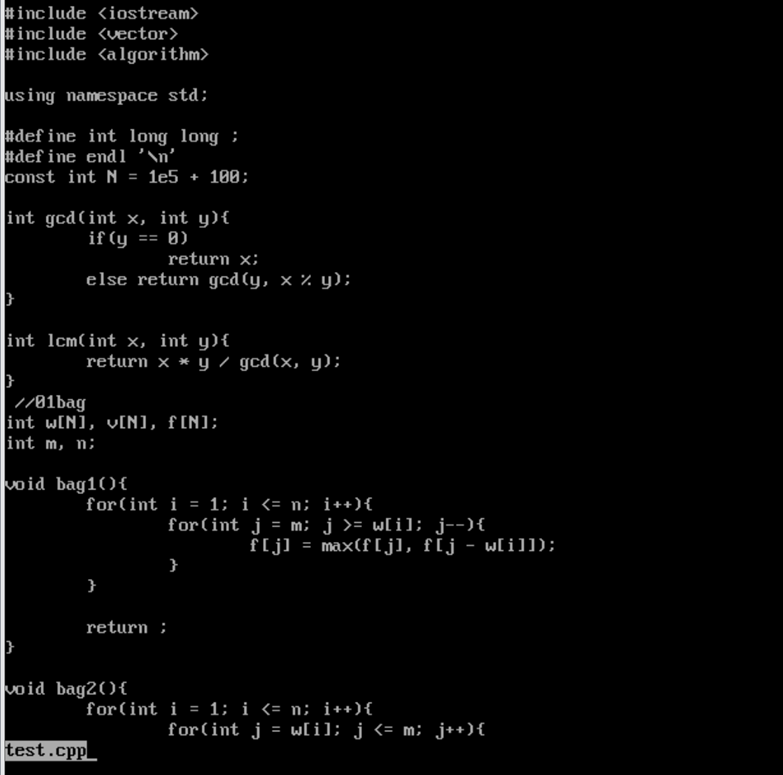 #include <iostream>
#include <vector>
#include <algorithm>

using namespace std;

#define int long long ;
#define endl '\n'
const int N = 1e5 + 100;

int gcd(int x, int y){
        if(y == 0)
                return x;
        else return gcd(y, x % y);
}

int lcm(int x, int y){
        return x * y / gcd(x, y);
}
 //01bag
int w[N], v[N], f[N];
int m, n;

void bag1(){
        for(int i = 1; i <= n; i++){
                for(int j = m; j >= w[i]; j--){
                        f[j] = max(f[j], f[j - w[i]]);
                }
        }

        return ;
}

void bag2(){
        for(int i = 1; i <= n; i++){
                for(int j = w[i]; j <= m; j++){
test.cpp_